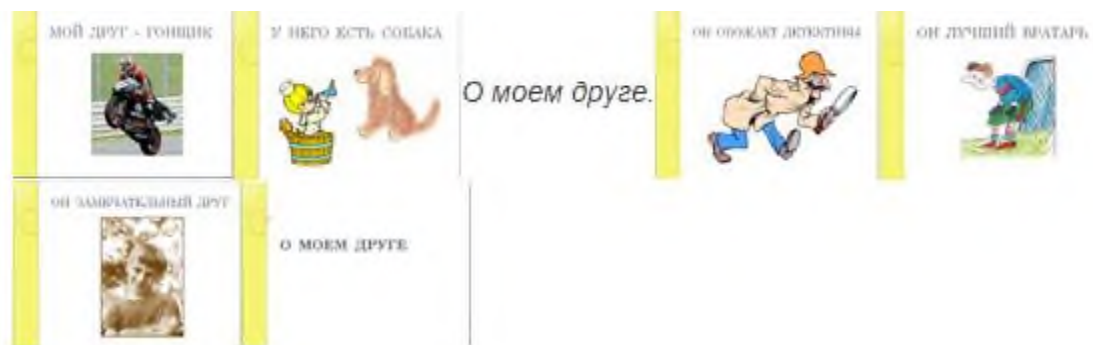 МОЙ ДРУГ - ГОНЩИК
У НЕГО ЕСТЬ СОБАКА
О моем друге.
ОН ОБОЖАЕТ ДЕТЕКТИВЫ
ОН ЛУЧШИЙ ВРАТАРЬ
ОН ЗАМЕЧАТЕЛЬНЫЙ ДРУГ
О МОЕМ ДРУГЕ